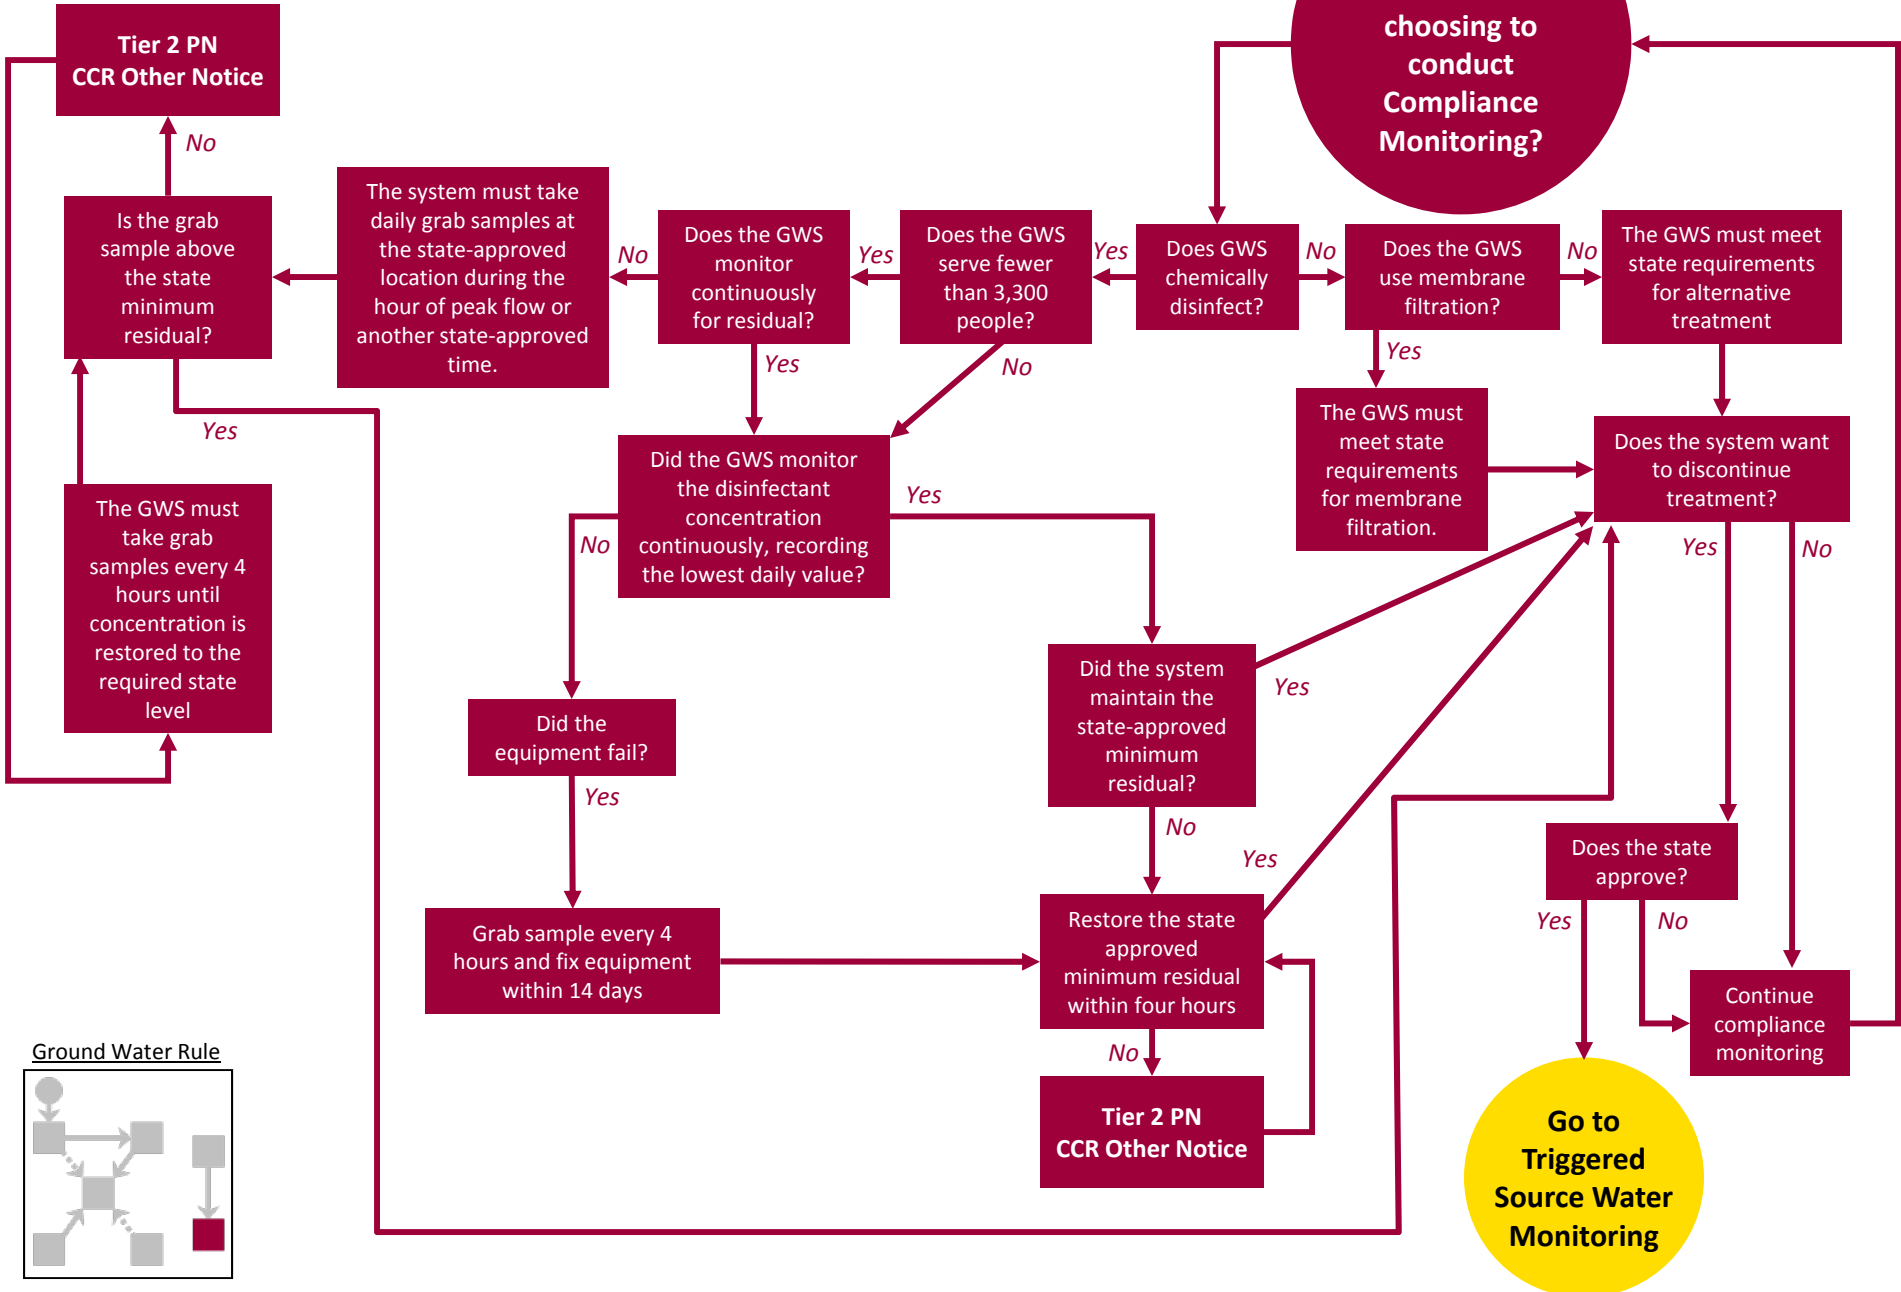 choosing to
conduct
Compliance
Monitoring?
Tier 2 PN
CCR Other Notice
No
Is the grab
sample above
the state
minimum
residual?
The system must take
daily grab samples at
the state-approved
location during the
hour of peak flow or
another state-approved
time.
No
Does the GWS
monitor
continuously
for residual?
Yes
Does the GWS
serve fewer
than 3,300
people?
Yes
Does GWS
chemically
disinfect?
No
Does the GWS
use membrane
filtration?
No
The GWS must meet
state requirements
for alternative
treatment
Yes
Yes
No
Yes
The GWS must
meet state
requirements
for membrane
filtration.
Does the system want
to discontinue
treatment?
Did the GWS monitor
the disinfectant
concentration
continuously, recording
the lowest daily value?
Yes
No
Yes
No
The GWS must
take grab
samples every 4
hours until
concentration is
restored to the
required state
level
Did the system
maintain the
state-approved
minimum
residual?
Yes
No
Did the
equipment fail?
Yes
Does the state
approve?
Yes
No
Grab sample every 4
hours and fix equipment
within 14 days
Restore the state
approved
minimum residual
within four hours
Yes
No
Continue
compliance
monitoring
Tier 2 PN
CCR Other Notice
Go to
Triggered
Source Water
Monitoring
Ground Water Rule